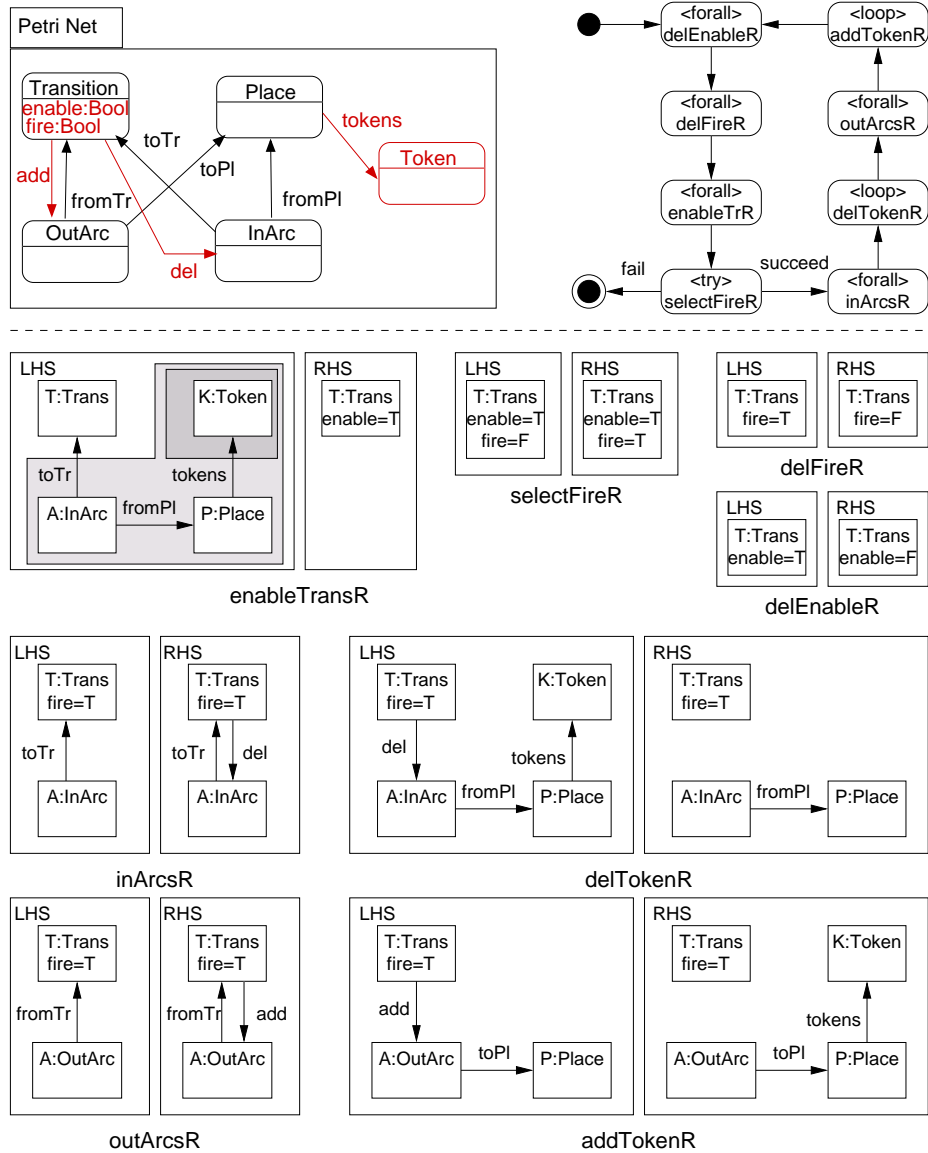 Petri Net
Transition
enable:Bool
fire:Bool
Place
tokens
Token
toTr
toPl
add
fromTr
fromPl
OutArc
InArc
del
<forall>
delEnableR
<loop>
addTokenR
<forall>
delFireR
<forall>
outArcsR
<forall>
enableTrR
<loop>
delTokenR
fail
<try>
selectFireR
succeed
<forall>
inArcsR
LHS
T:Trans
K:Token
toTr
tokens
A:InArc
fromPl
P:Place
RHS
T:Trans
enable=T
enableTransR
LHS
T:Trans
enable=T
fire=F
RHS
T:Trans
enable=T
fire=T
selectFireR
LHS
T:Trans
fire=T
RHS
T:Trans
fire=F
delFireR
LHS
T:Trans
enable=T
RHS
T:Trans
enable=F
delEnableR
LHS
T:Trans
fire=T
toTr
A:InArc
RHS
T:Trans
fire=T
toTr
del
A:InArc
inArcsR
LHS
T:Trans
fire=T
K:Token
del
tokens
A:InArc
fromPl
P:Place
RHS
T:Trans
fire=T
A:InArc
fromPl
P:Place
delTokenR
LHS
T:Trans
fire=T
fromTr
A:OutArc
RHS
T:Trans
fire=T
fromTr
add
A:OutArc
outArcsR
LHS
T:Trans
fire=T
add
A:OutArc
toPl
P:Place
RHS
T:Trans
fire=T
K:Token
tokens
A:OutArc
toPl
P:Place
addTokenR